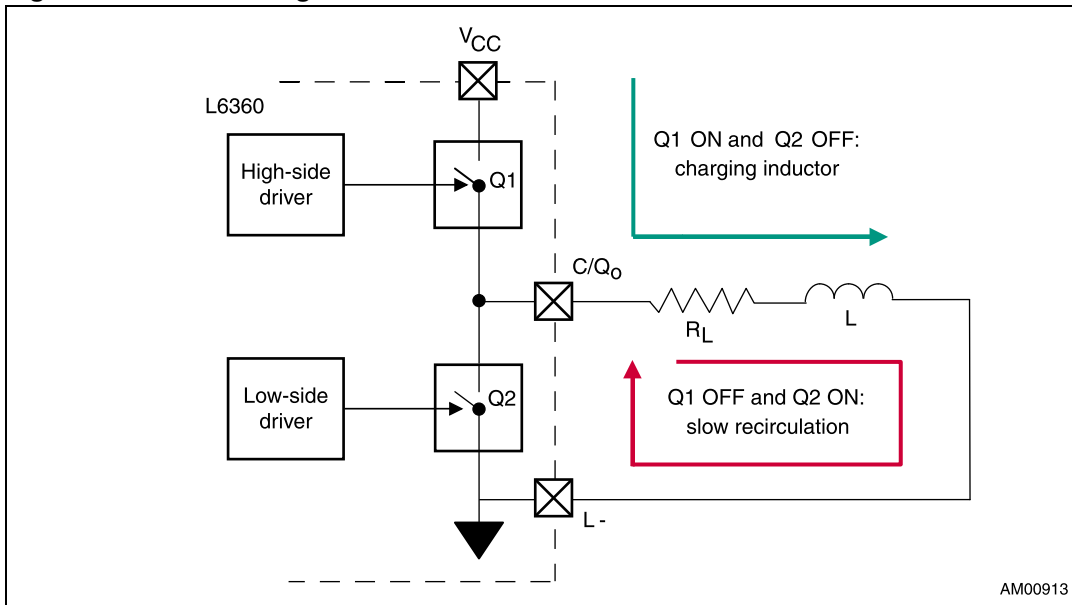 VCC
L6360
High-side
driver
Q1
Q1 ON and Q2 OFF:
charging inductor
C/Qo
RL
L
Low-side
driver
Q2
Q1 OFF and Q2 ON:
slow recirculation
L -
AM00913